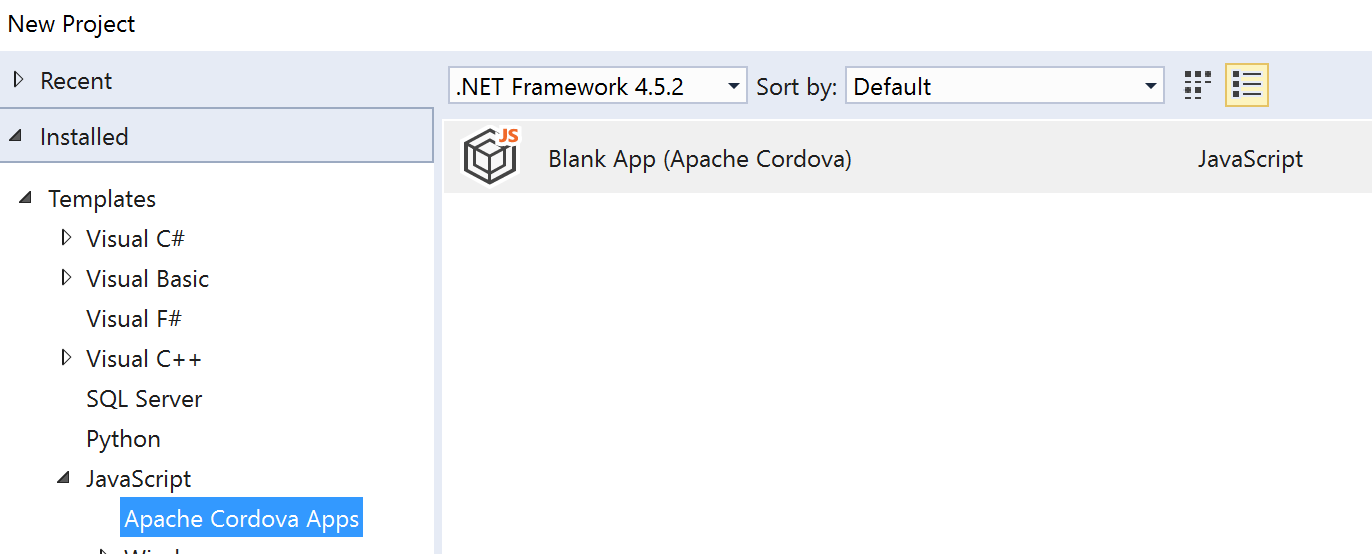 New Project
Recent
.NET Framework 4.5.2
Sort by:
Default
Installed
JS
Blank App (Apache Cordova)
JavaScript
Templates
Visual C#
Visual Basic
Visual F#
Visual C++
SQL Server
Python
JavaScript
Apache Cordova Apps